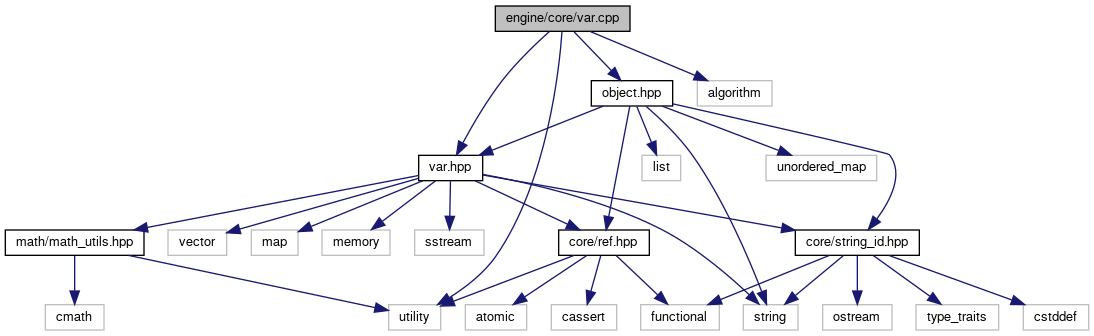 engine/core/var.cpp
object.hpp
algorithm
var.hpp
list
unordered_map
math/math_utils.hpp
vector
map
memory
sstream
core/ref.hpp
core/string_id.hpp
cmath
utility
atomic
cassert
functional
string
ostream
type_traits
cstddef